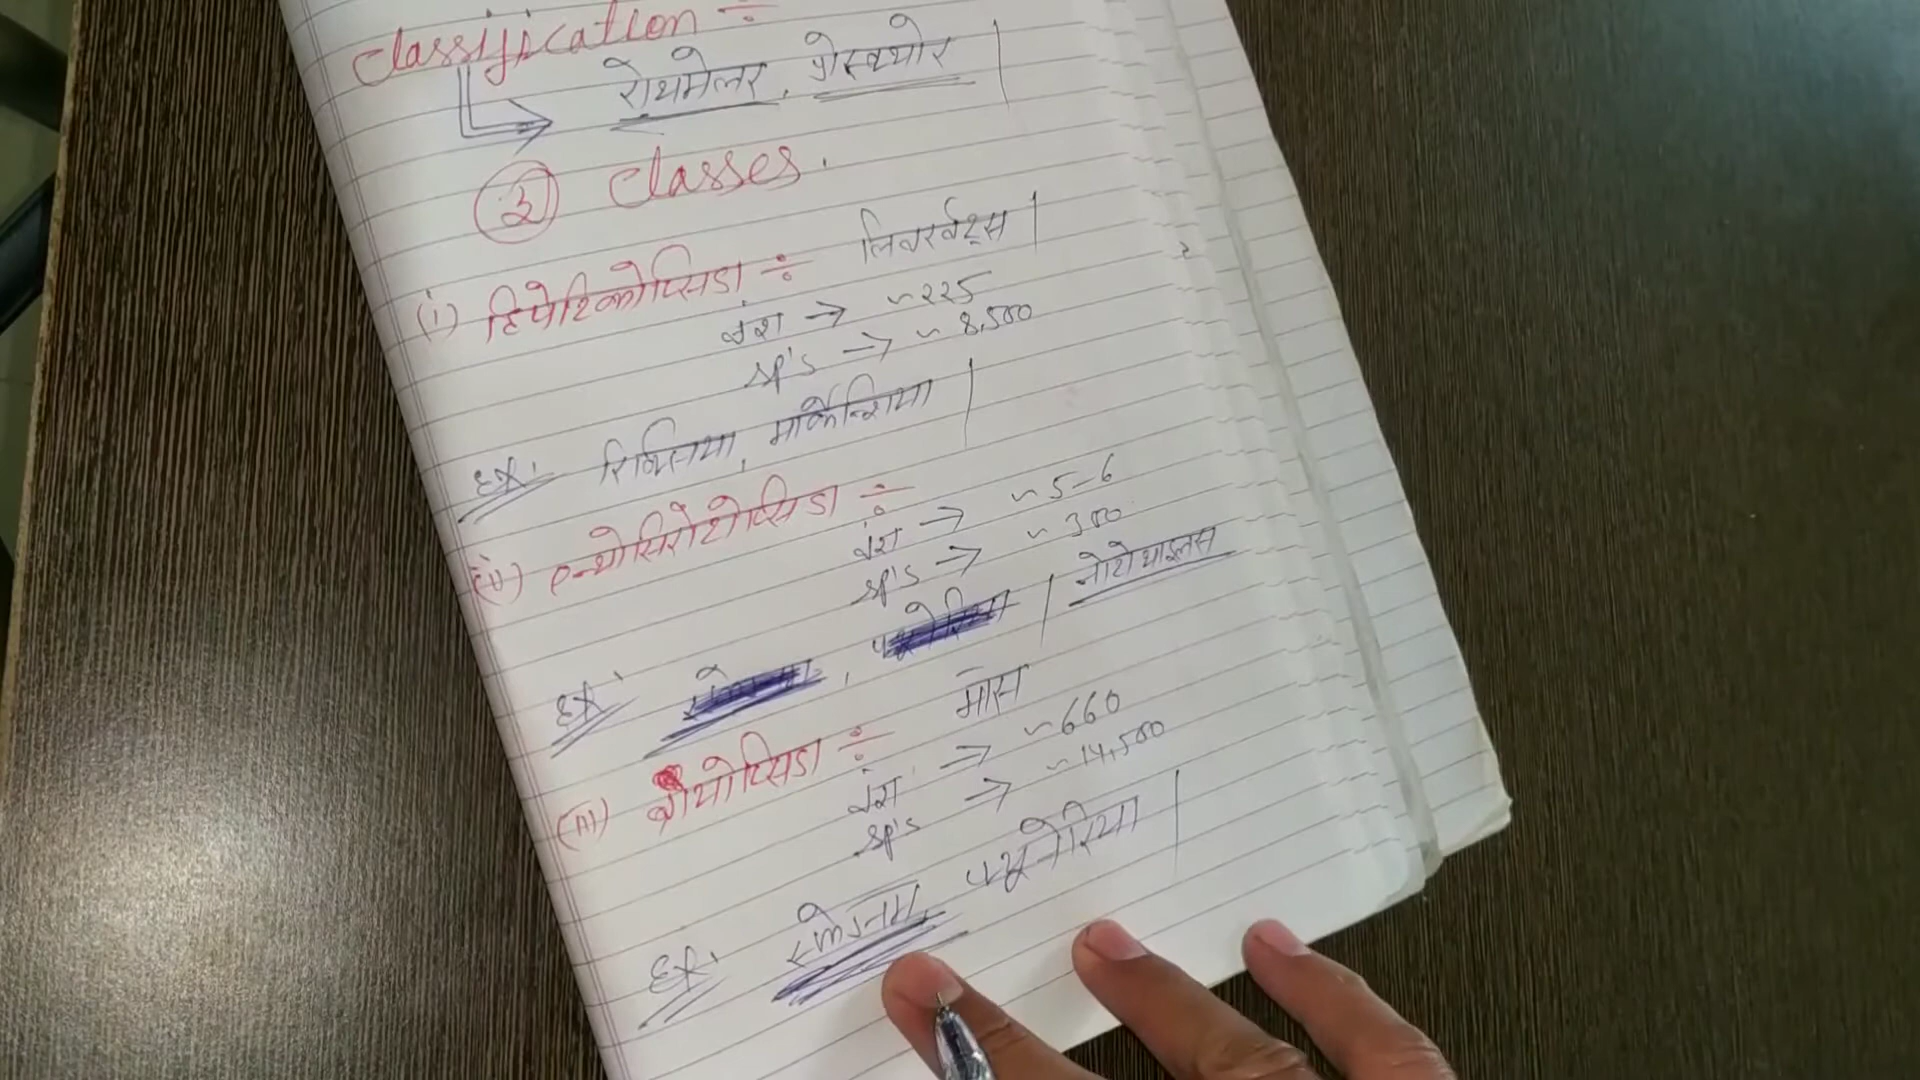 Classification ÷
रोथमेलर, प्रोस्क्योर |
③ classes.
(i) हिपेटिकोप्सिडा ÷ लिवरवर्ट्स |
वंश → ~225
sp's → ~ 8,500
Ex. रिक्सिया, मार्केन्शिया |
(ii) एन्थोसिरोटोप्सिडा ÷
वंश → ~ 5-6
sp's → ~ 300
Ex. | नोटोथाइलस
(iii) ब्रायोप्सिडा ÷ मॉस
वंश → ~ 660
sp's → ~ 14,500
Ex. स्फेगनम, फ्यूनेरिया |